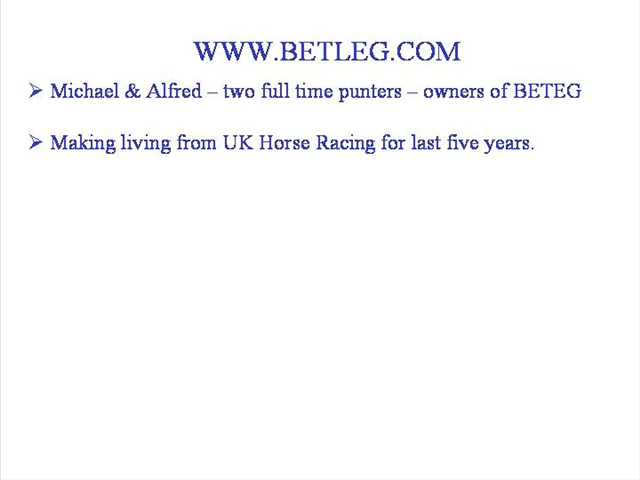 WWW.BETLEG.COM
➢ Michael & Alfred – two full time punters – owners of BETEG
➢ Making living from UK Horse Racing for last five years.